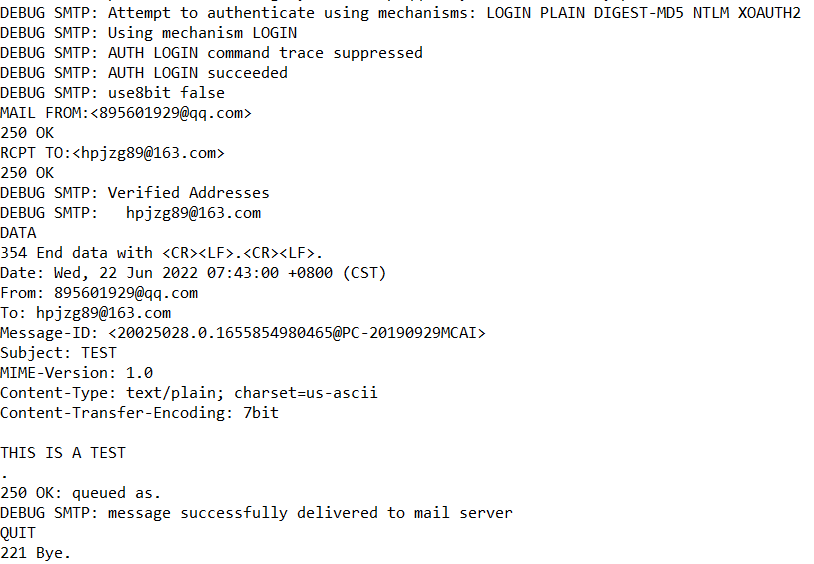 DEBUG SMTP: Attempt to authenticate using mechanisms: LOGIN PLAIN DIGEST-MD5 NTLM XOAUTH2
DEBUG SMTP: Using mechanism LOGIN
DEBUG SMTP: AUTH LOGIN command trace suppressed
DEBUG SMTP: AUTH LOGIN succeeded
DEBUG SMTP: use8bit false
MAIL FROM:<895601929@qq.com>
250 OK
RCPT TO:<hpjzg89@163.com>
250 OK
DEBUG SMTP: Verified Addresses
DEBUG SMTP:   hpjzg89@163.com
DATA
354 End data with <CR><LF>.<CR><LF>.
Date: Wed, 22 Jun 2022 07:43:00 +0800 (CST)
From: 895601929@qq.com
To: hpjzg89@163.com
Message-ID: <20025028.0.1655854980465@PC-20190929MCAI>
Subject: TEST
MIME-Version: 1.0
Content-Type: text/plain; charset=us-ascii
Content-Transfer-Encoding: 7bit

THIS IS A TEST
.
250 OK: queued as.
DEBUG SMTP: message successfully delivered to mail server
QUIT
221 Bye.